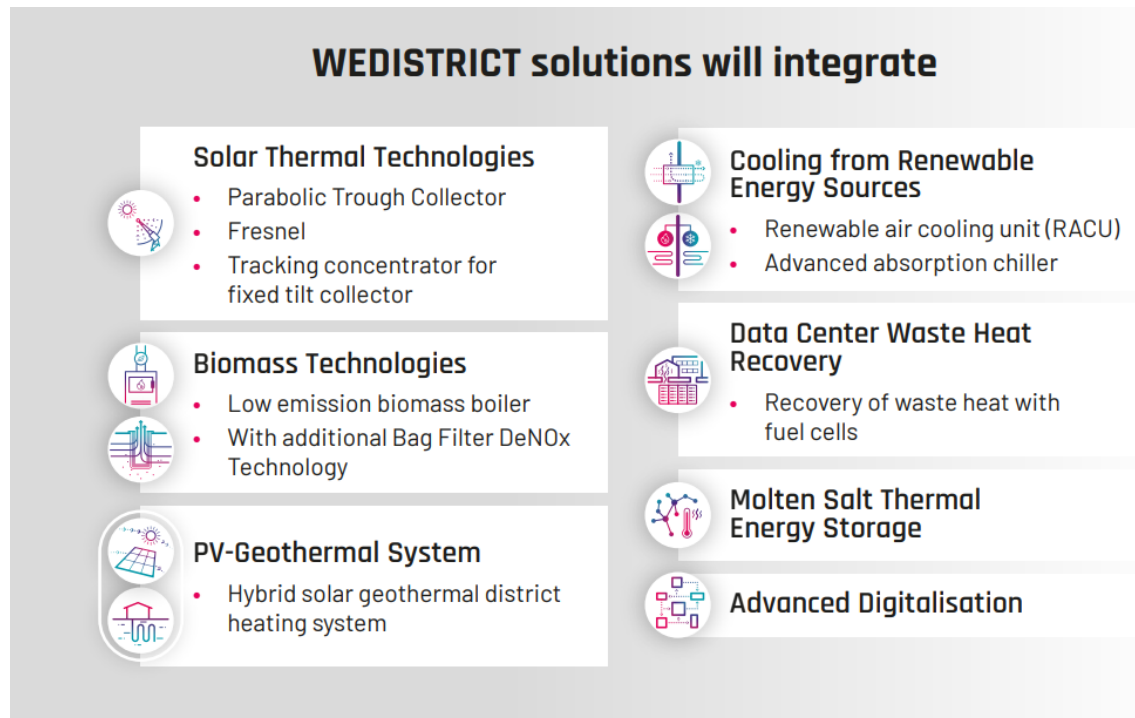 WEDISTRICT solutions will integrate
Solar Thermal Technologies
• Parabolic Trough Collector
• Fresnel
• Tracking concentrator for
fixed tilt collector
Biomass Technologies
• Low emission biomass boiler
• With additional Bag Filter DeNOx
Technology
PV-Geothermal System
• Hybrid solar geothermal district
heating system
Cooling from Renewable
Energy Sources
• Renewable air cooling unit (RACU)
• Advanced absorption chiller
Data Center Waste Heat
Recovery
• Recovery of waste heat with
fuel cells
Molten Salt Thermal
Energy Storage
Advanced Digitalisation